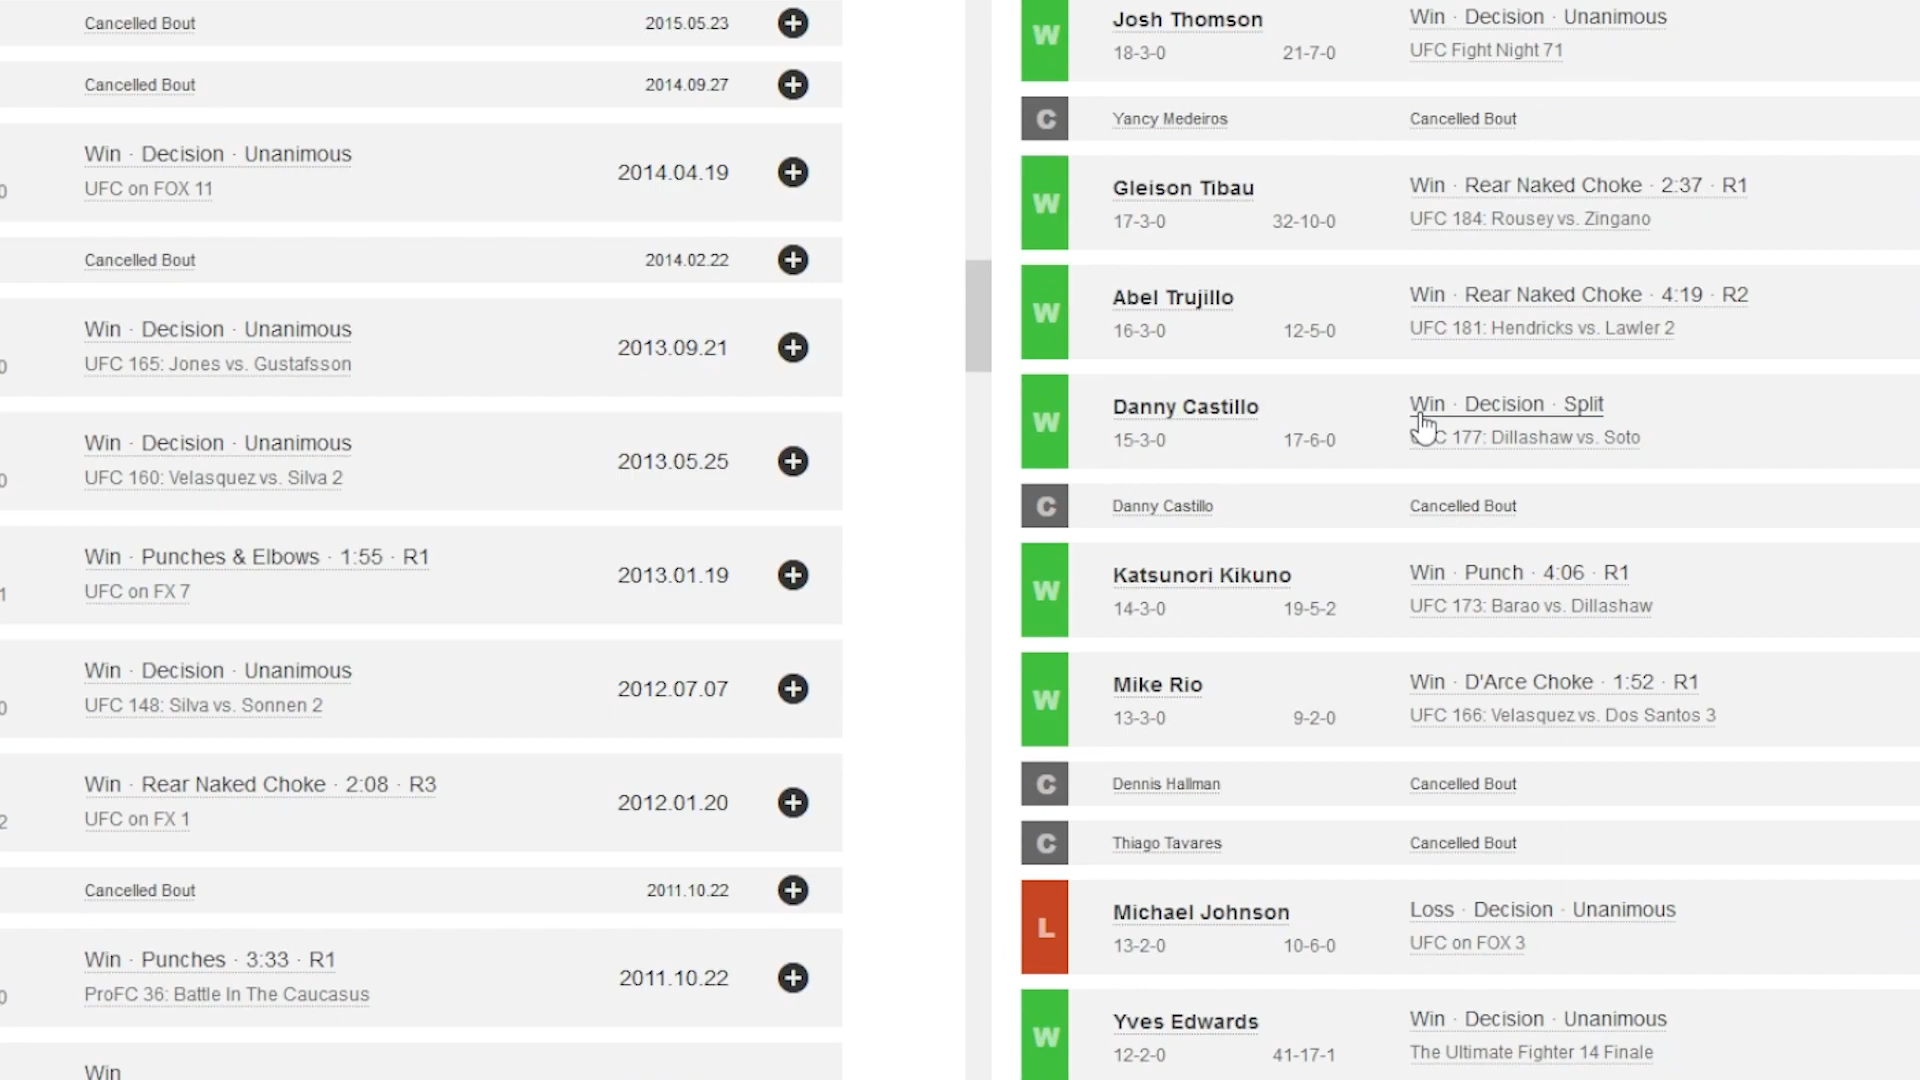 Cancelled Bout 2015.05.23
Cancelled Bout 2014.09.27
Win · Decision · Unanimous
UFC on FOX 11
0
2014.04.19
Cancelled Bout 2014.02.22
Win · Decision · Unanimous
UFC 165: Jones vs. Gustafsson
0
2013.09.21
Win · Decision · Unanimous
UFC 160: Velasquez vs. Silva 2
0
2013.05.25
Win · Punches & Elbows · 1:55 · R1
UFC on FX 7
1
2013.01.19
Win · Decision · Unanimous
UFC 148: Silva vs. Sonnen 2
0
2012.07.07
Win · Rear Naked Choke · 2:08 · R3
UFC on FX 1
2
2012.01.20
Cancelled Bout 2011.10.22
Win · Punches · 3:33 · R1
ProFC 36: Battle In The Caucasus
0
2011.10.22
Win
W
Josh Thomson Win · Decision · Unanimous
18-3-0 21-7-0 UFC Fight Night 71
C Yancy Medeiros Cancelled Bout
W
Gleison Tibau Win · Rear Naked Choke · 2:37 · R1
17-3-0 32-10-0 UFC 184: Rousey vs. Zingano
W
Abel Trujillo Win · Rear Naked Choke · 4:19 · R2
16-3-0 12-5-0 UFC 181: Hendricks vs. Lawler 2
W
Danny Castillo Win · Decision · Split
15-3-0 17-6-0 177: Dillashaw vs. Soto
C Danny Castillo Cancelled Bout
W
Katsunori Kikuno Win · Punch · 4:06 · R1
14-3-0 19-5-2 UFC 173: Barao vs. Dillashaw
W
Mike Rio Win · D'Arce Choke · 1:52 · R1
13-3-0 9-2-0 UFC 166: Velasquez vs. Dos Santos 3
C Dennis Hallman Cancelled Bout
C Thiago Tavares Cancelled Bout
L
Michael Johnson Loss · Decision · Unanimous
13-2-0 10-6-0 UFC on FOX 3
W
Yves Edwards Win · Decision · Unanimous
12-2-0 41-17-1 The Ultimate Fighter 14 Finale